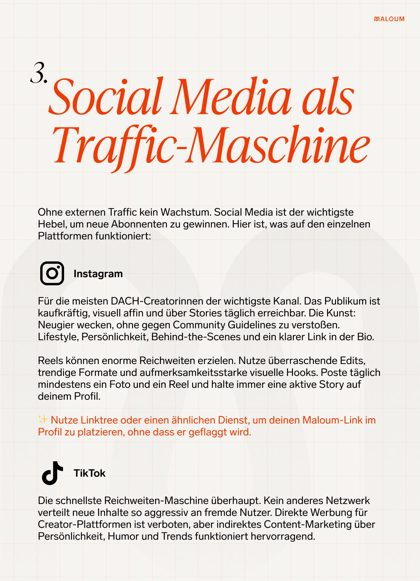 MALOUM
3.
Social Media als
Traffic-Maschine
Ohne externen Traffic kein Wachstum. Social Media ist der wichtigste
Hebel, um neue Abonnenten zu gewinnen. Hier ist, was auf den einzelnen
Plattformen funktioniert:
Instagram
Für die meisten DACH-Creatorinnen der wichtigste Kanal. Das Publikum ist
kaufkräftig, visuell affin und über Stories täglich erreichbar. Die Kunst:
Neugier wecken, ohne gegen Community Guidelines zu verstoßen.
Lifestyle, Persönlichkeit, Behind-the-Scenes und ein klarer Link in der Bio.
Reels können enorme Reichweiten erzielen. Nutze überraschende Edits,
trendige Formate und aufmerksamkeitsstarke visuelle Hooks. Poste täglich
mindestens ein Foto und ein Reel und halte immer eine aktive Story auf
deinem Profil.
✨ Nutze Linktree oder einen ähnlichen Dienst, um deinen Maloum-Link im
Profil zu platzieren, ohne dass er geflaggt wird.
TikTok
Die schnellste Reichweiten-Maschine überhaupt. Kein anderes Netzwerk
verteilt neue Inhalte so aggressiv an fremde Nutzer. Direkte Werbung für
Creator-Plattformen ist verboten, aber indirektes Content-Marketing über
Persönlichkeit, Humor und Trends funktioniert hervorragend.